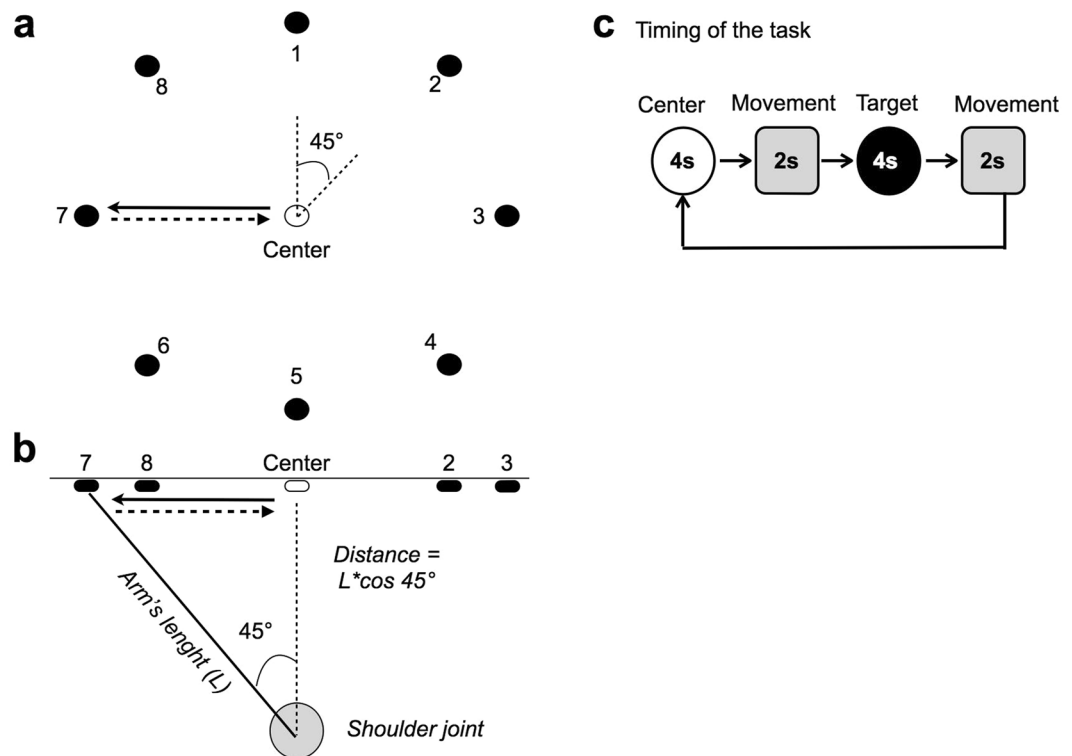 a
1
8
2
45°
7
3
Center
6
4
5
b
7 8 Center 2 3
Distance =
L*cos 45°
Arm's lenght (L)
45°
Shoulder joint
c Timing of the task
Center Movement Target Movement
4s 2s 4s 2s